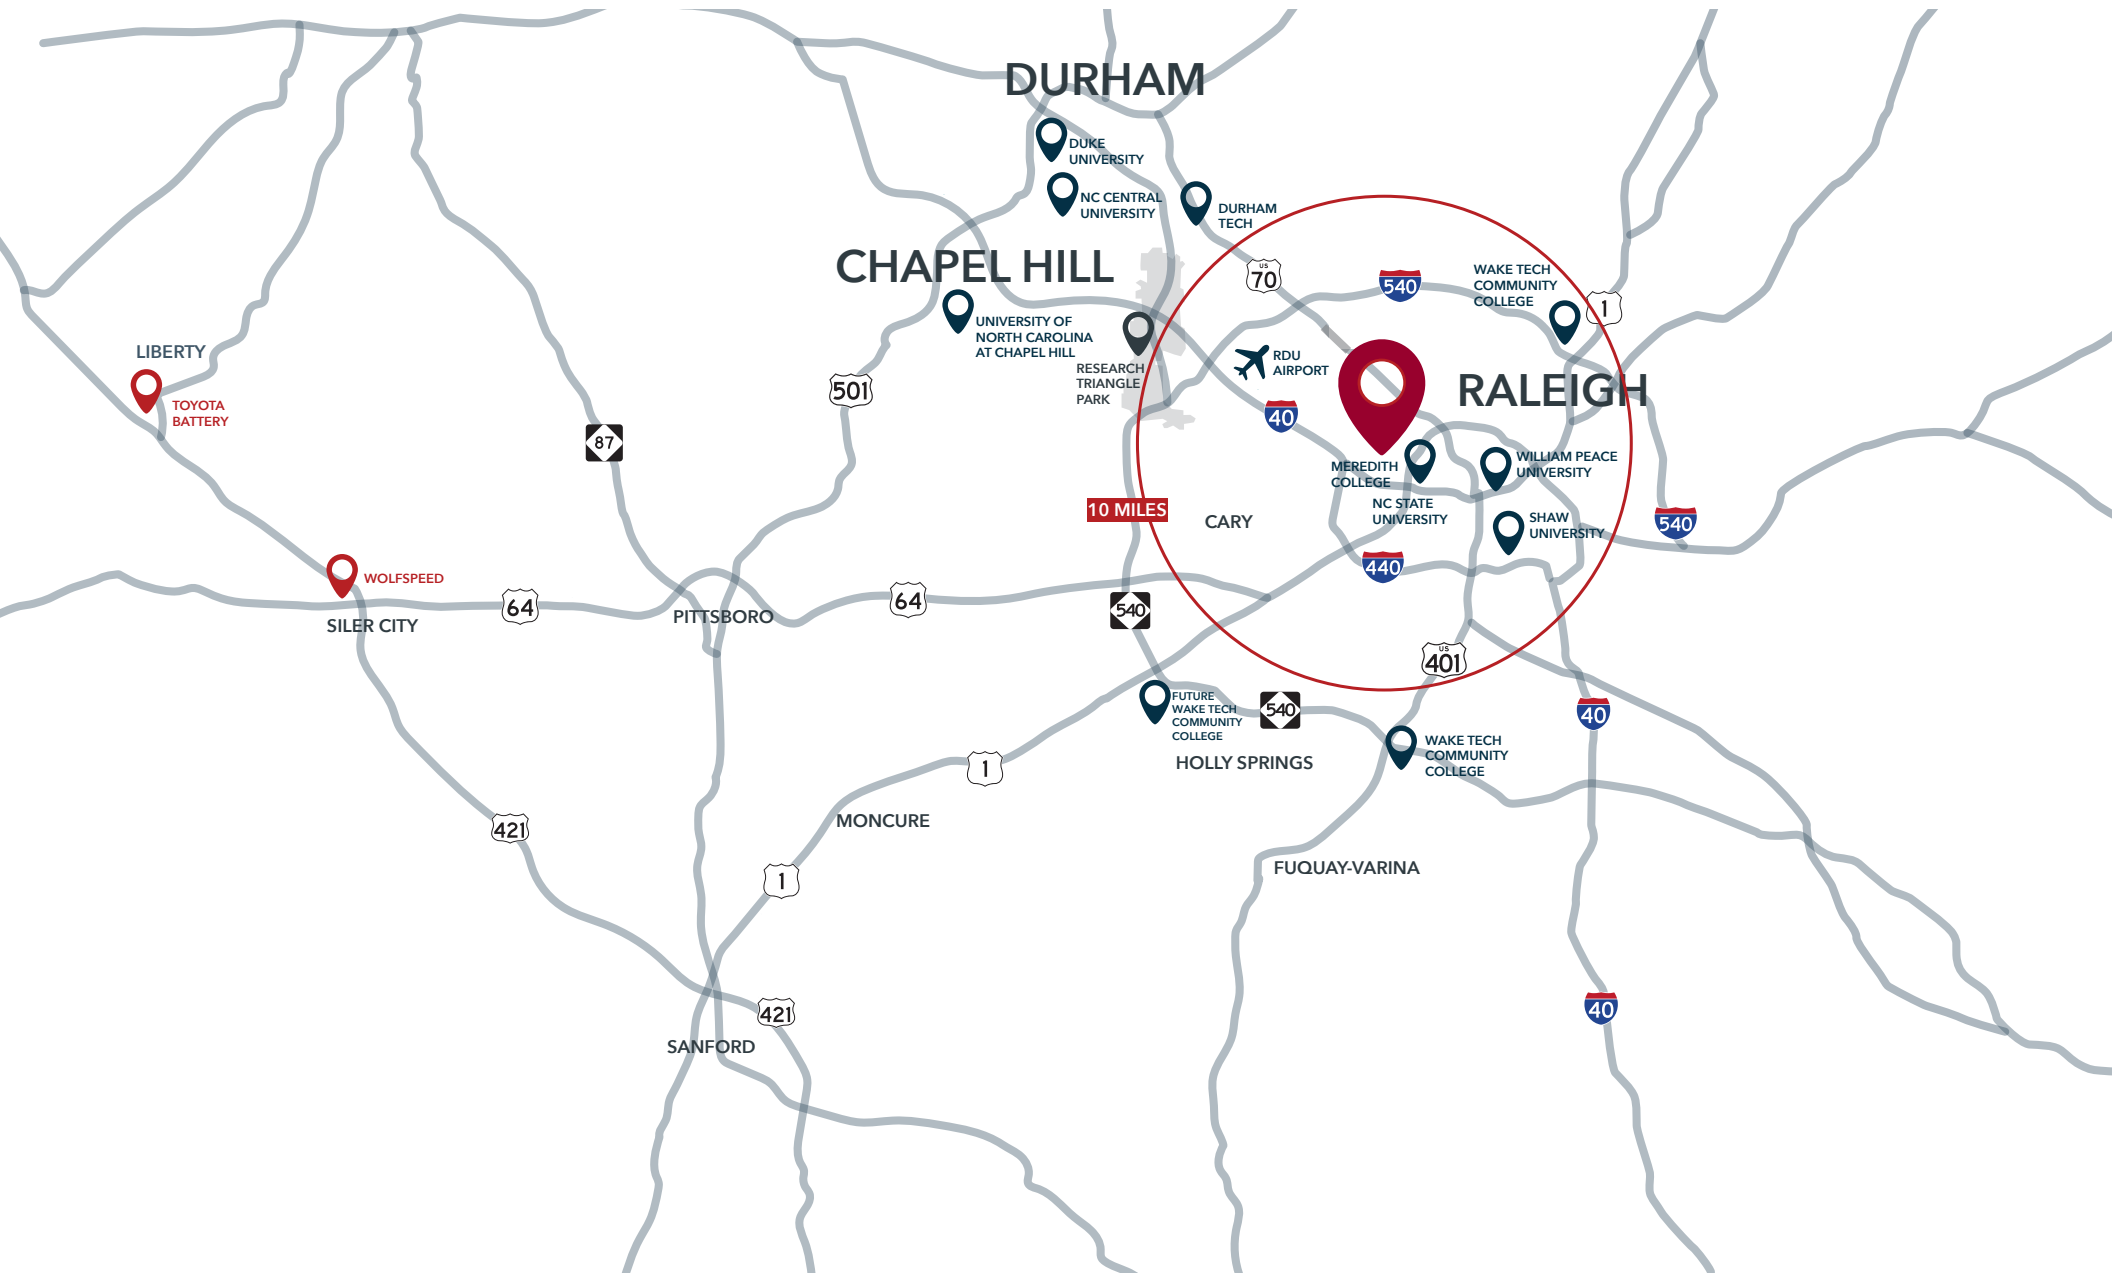 DURHAM
DUKE
UNIVERSITY
NC CENTRAL
UNIVERSITY
DURHAM
TECH
CHAPEL HILL
US
70
540
WAKE TECH
COMMUNITY
COLLEGE
1
UNIVERSITY OF
NORTH CAROLINA
AT CHAPEL HILL
RESEARCH
TRIANGLE
PARK
RDU
AIRPORT
LIBERTY
TOYOTA
BATTERY
501
40
RALEIGH
87
MEREDITH
COLLEGE
WILLIAM PEACE
UNIVERSITY
NC STATE
UNIVERSITY
10 MILES
CARY
SHAW
UNIVERSITY
540
440
WOLFSPEED
64
SILER CITY
PITTSBORO
64
540
US
401
FUTURE
WAKE TECH
COMMUNITY
COLLEGE
540
40
HOLLY SPRINGS
WAKE TECH
COMMUNITY
COLLEGE
1
MONCURE
421
1
FUQUAY-VARINA
421
40
SANFORD